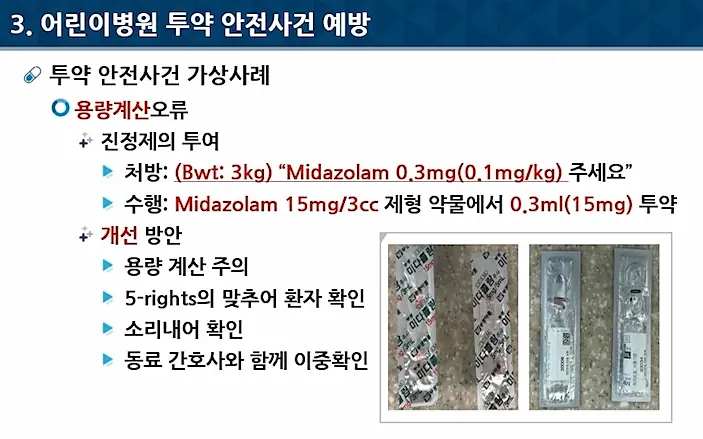 3. 어린이병원 투약 안전사건 예방
투약 안전사건 가상사례
용량계산오류
진정제의 투여
처방: (Bwt: 3kg) “Midazolam 0.3mg(0.1mg/kg) 주세요”
수행: Midazolam 15mg/3cc 제형 약물에서 0.3ml(15mg) 투약
개선 방안
용량 계산 주의
5-rights의 맞추어 환자 확인
소리내어 확인
동료 간호사와 함께 이중확인